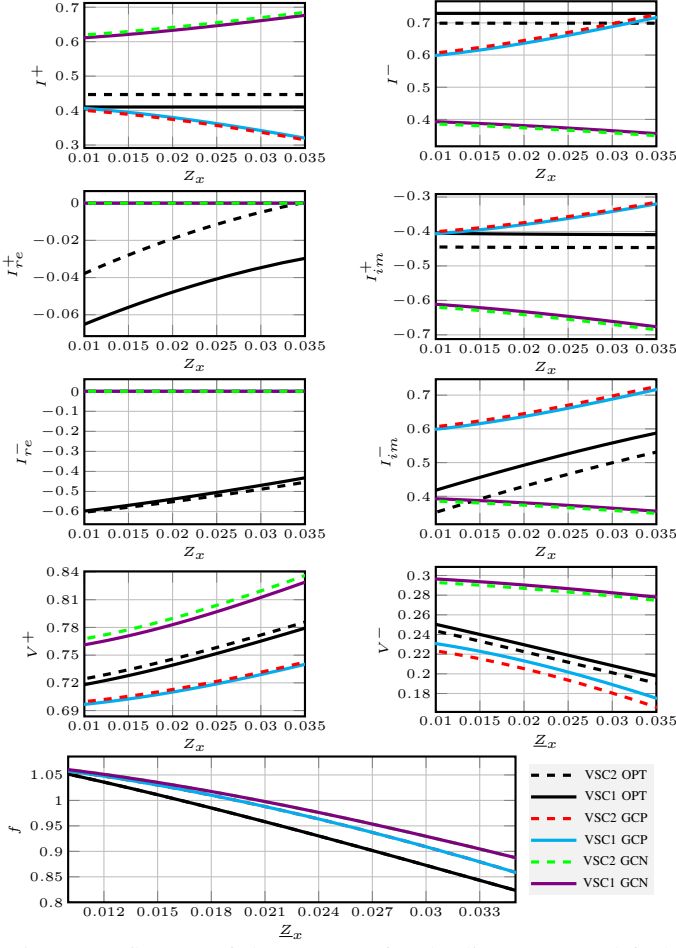 0.7
0.6
0.5
0.4
0.3
I+
0.01 0.015 0.02 0.025 0.03 0.035
Zx
0.7
0.6
0.5
0.4
I−
0.01 0.015 0.02 0.025 0.03 0.035
Zx
0
−0.02
−0.04
−0.06
I+re
0.01 0.015 0.02 0.025 0.03 0.035
Zx
−0.3
−0.4
−0.5
−0.6
−0.7
I+im
0.01 0.015 0.02 0.025 0.03 0.035
Zx
0
−0.1
−0.2
−0.3
−0.4
−0.5
−0.6
I−re
0.01 0.015 0.02 0.025 0.03 0.035
Zx
0.7
0.6
0.5
0.4
I−im
0.01 0.015 0.02 0.025 0.03 0.035
Zx
0.84
0.81
0.78
0.75
0.72
0.69
V+
0.01 0.015 0.02 0.025 0.03 0.035
Zx
0.3
0.28
0.26
0.24
0.22
0.2
0.18
V−
0.01 0.015 0.02 0.025 0.03 0.035
Zx
1.05
1
0.95
0.9
0.85
0.8
f
0.012 0.015 0.018 0.021 0.024 0.027 0.03 0.033
Zx
VSC2 OPT
VSC1 OPT
VSC2 GCP
VSC1 GCP
VSC2 GCN
VSC1 GCN